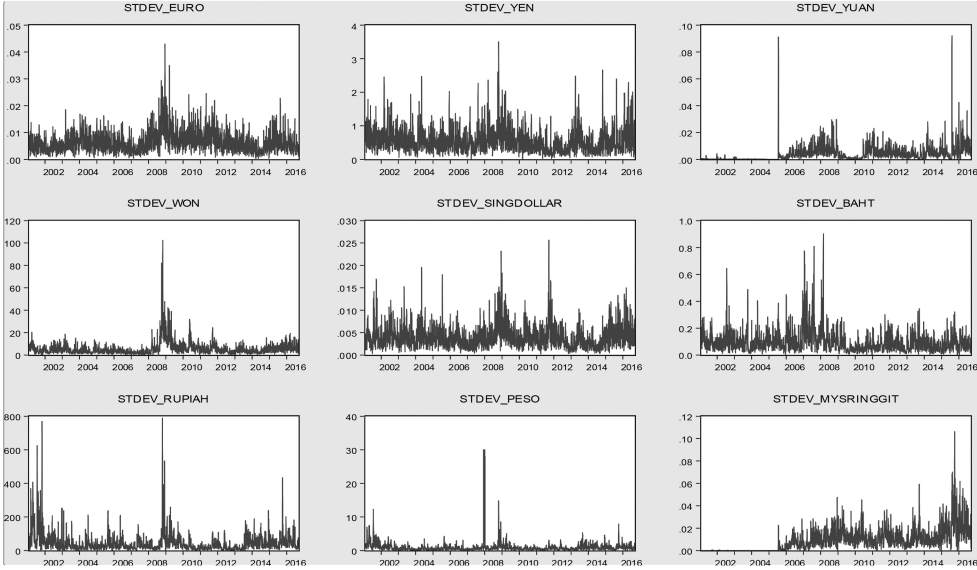 STDEV_EURO STDEV_YEN STDEV_YUAN
.05 4 .10
.04 3 .08
.03 .06
.02 2 .04
.01 1 .02
.00 0 .00
2002 2004 2006 2008 2010 2012 2014 2016 2002 2004 2006 2008 2010 2012 2014 2016 2002 2004 2006 2008 2010 2012 2014 2016
STDEV_WON STDEV_SINGDOLLAR STDEV_BAHT
120 .030 1.0
100 .025 0.8
80 .020 0.6
60 .015
40 .010 0.4
20 .005 0.2
0 .000 0.0
2002 2004 2006 2008 2010 2012 2014 2016 2002 2004 2006 2008 2010 2012 2014 2016 2002 2004 2006 2008 2010 2012 2014 2016
STDEV_RUPIAH STDEV_PESO STDEV_MYSRINGGIT
800 40 .12
600 30 .10
.08
400 20 .06
200 10 .04
.02
0 0 .00
2002 2004 2006 2008 2010 2012 2014 2016 2002 2004 2006 2008 2010 2012 2014 2016 2002 2004 2006 2008 2010 2012 2014 2016